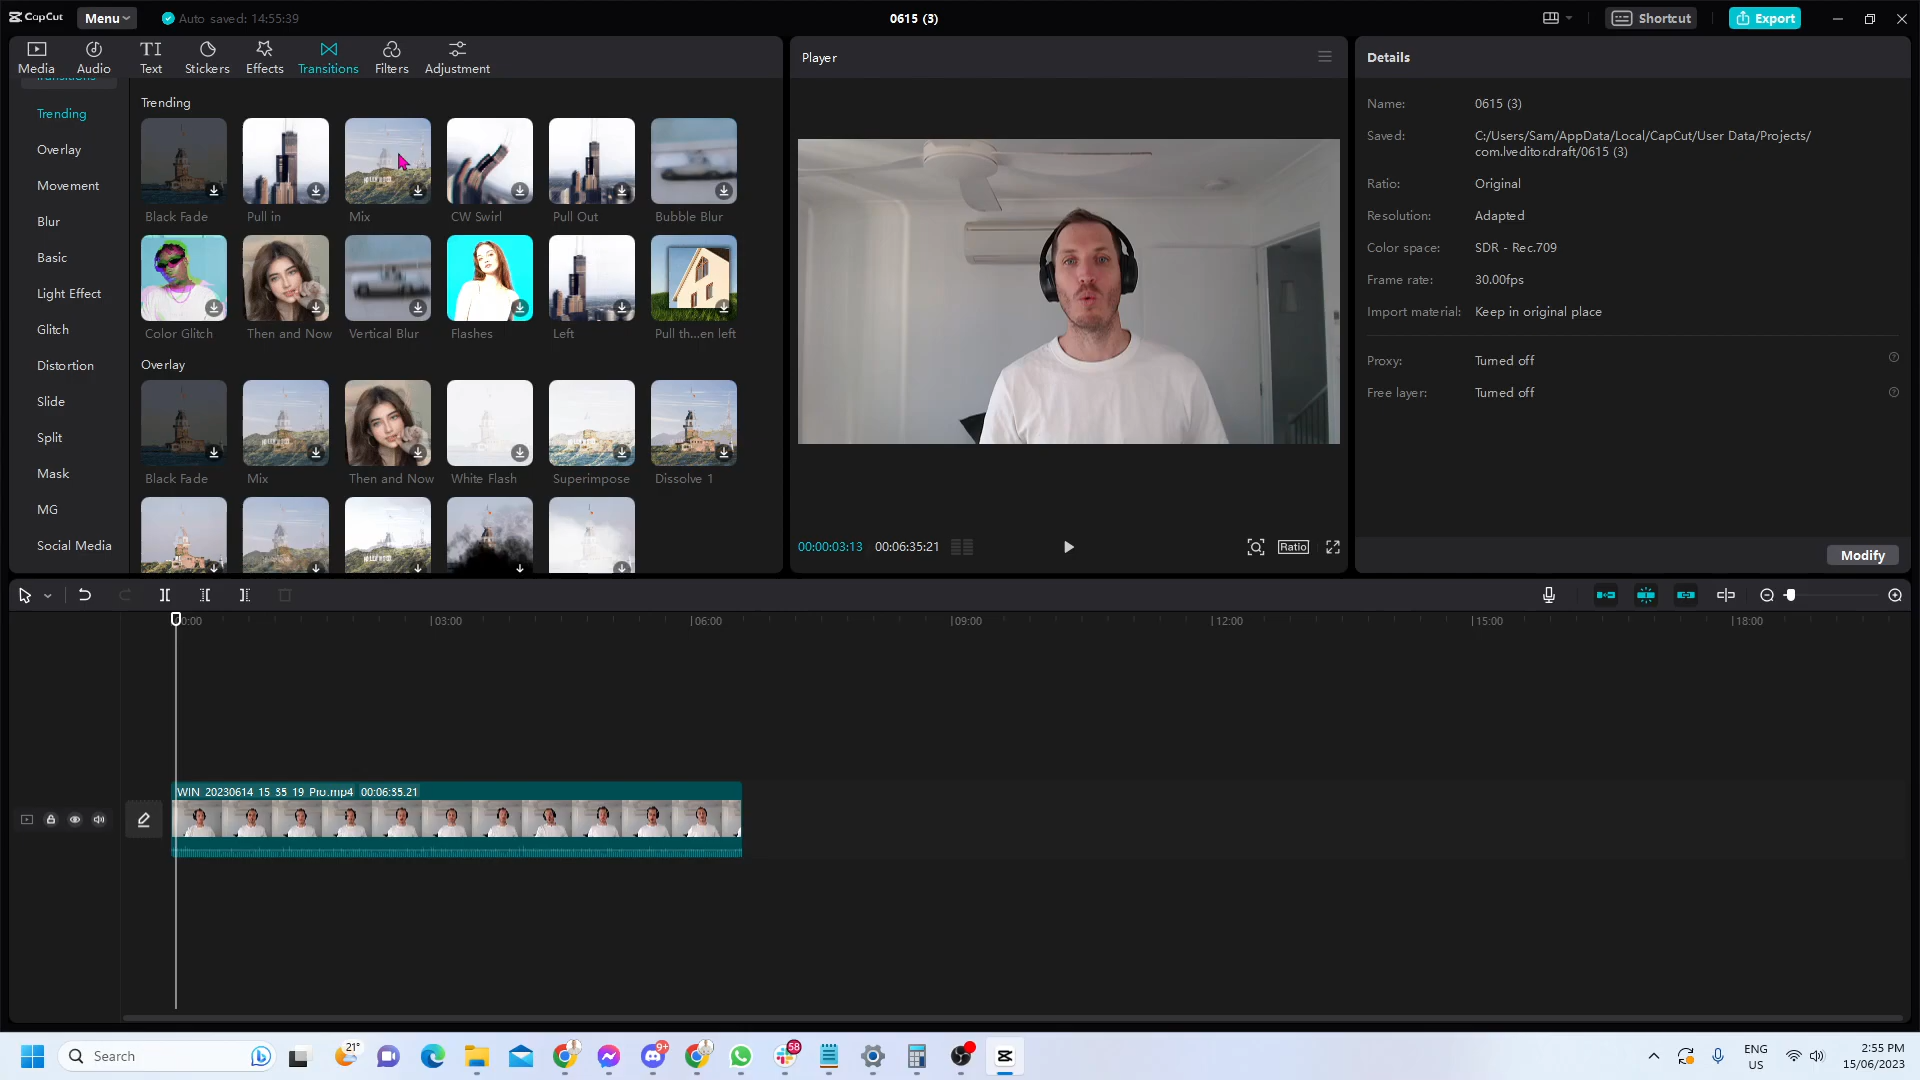 CapCut
Menu
Auto saved: 14:55:39
0615 (3)
Shortcut
Export
Media
Audio
Text
Stickers
Effects
Transitions
Filters
Adjustment
Transitions
Trending
Overlay
Movement
Blur
Basic
Light Effect
Glitch
Distortion
Slide
Split
Mask
MG
Social Media
Trending
Black Fade
Pull in
Mix
CW Swirl
Pull Out
Bubble Blur
Color Glitch
Then and Now
Vertical Blur
Flashes
Left
Pull th...en left
Overlay
Black Fade
Mix
Then and Now
White Flash
Superimpose
Dissolve 1
Player
00:00:03:13
00:06:35:21
Ratio
Details
Name: 0615 (3)
Saved: C:/Users/Sam/AppData/Local/CapCut/User Data/Projects/
com.lveditor.draft/0615 (3)
Ratio: Original
Resolution: Adapted
Color space: SDR - Rec.709
Frame rate: 30.00fps
Import material: Keep in original place
Proxy: Turned off
Free layer: Turned off
Modify
00:00
03:00
06:00
09:00
12:00
15:00
18:00
WIN_20230614_15_35_19_Pro.mp4 00:06:35:21
Search
21°
9+
58
ENG
US
2:55 PM
15/06/2023